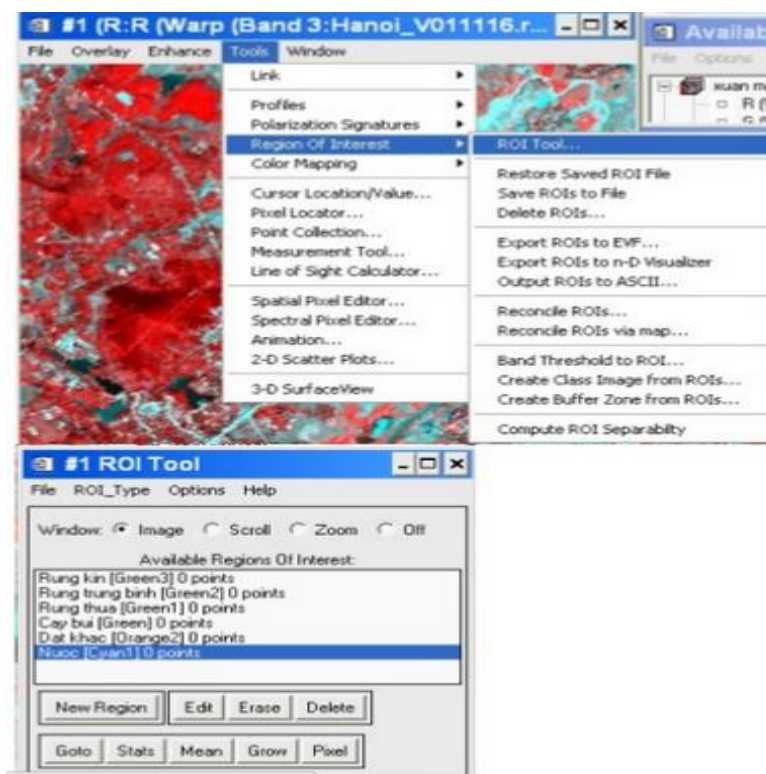 #1 (R:R (Warp (Band 3:Hanoi_V011116.r...
File Overlay Enhance Tools Window
Link
Profiles
Polarization Signatures
Region Of Interest
Color Mapping
Cursor Location/Value...
Pixel Locator...
Point Collection...
Measurement Tool...
Line of Sight Calculator...
Spatial Pixel Editor...
Spectral Pixel Editor...
Animation...
2-D Scatter Plots...
3-D SurfaceView
Availab
File Options
xuan m
R (
ROI Tool...
Restore Saved ROI File
Save ROIs to File
Delete ROIs...
Export ROIs to EVF...
Export ROIs to n-D Visualizer
Output ROIs to ASCII...
Reconcile ROIs...
Reconcile ROIs via map...
Band Threshold to ROI...
Create Class Image from ROIs...
Create Buffer Zone from ROIs...
Compute ROI Separabilty
#1 ROI Tool
File ROI_Type Options Help
Window: Image Scroll Zoom Off
Available Regions Of Interest:
Rung kin [Green3] 0 points
Rung trung binh [Green2] 0 points
Rung thua [Green1] 0 points
Cay bui [Green] 0 points
Dat khac [Orange2] 0 points
Nuoc [Cyan1] 0 points
New Region Edit Erase Delete
Goto Stats Mean Grow Pixel